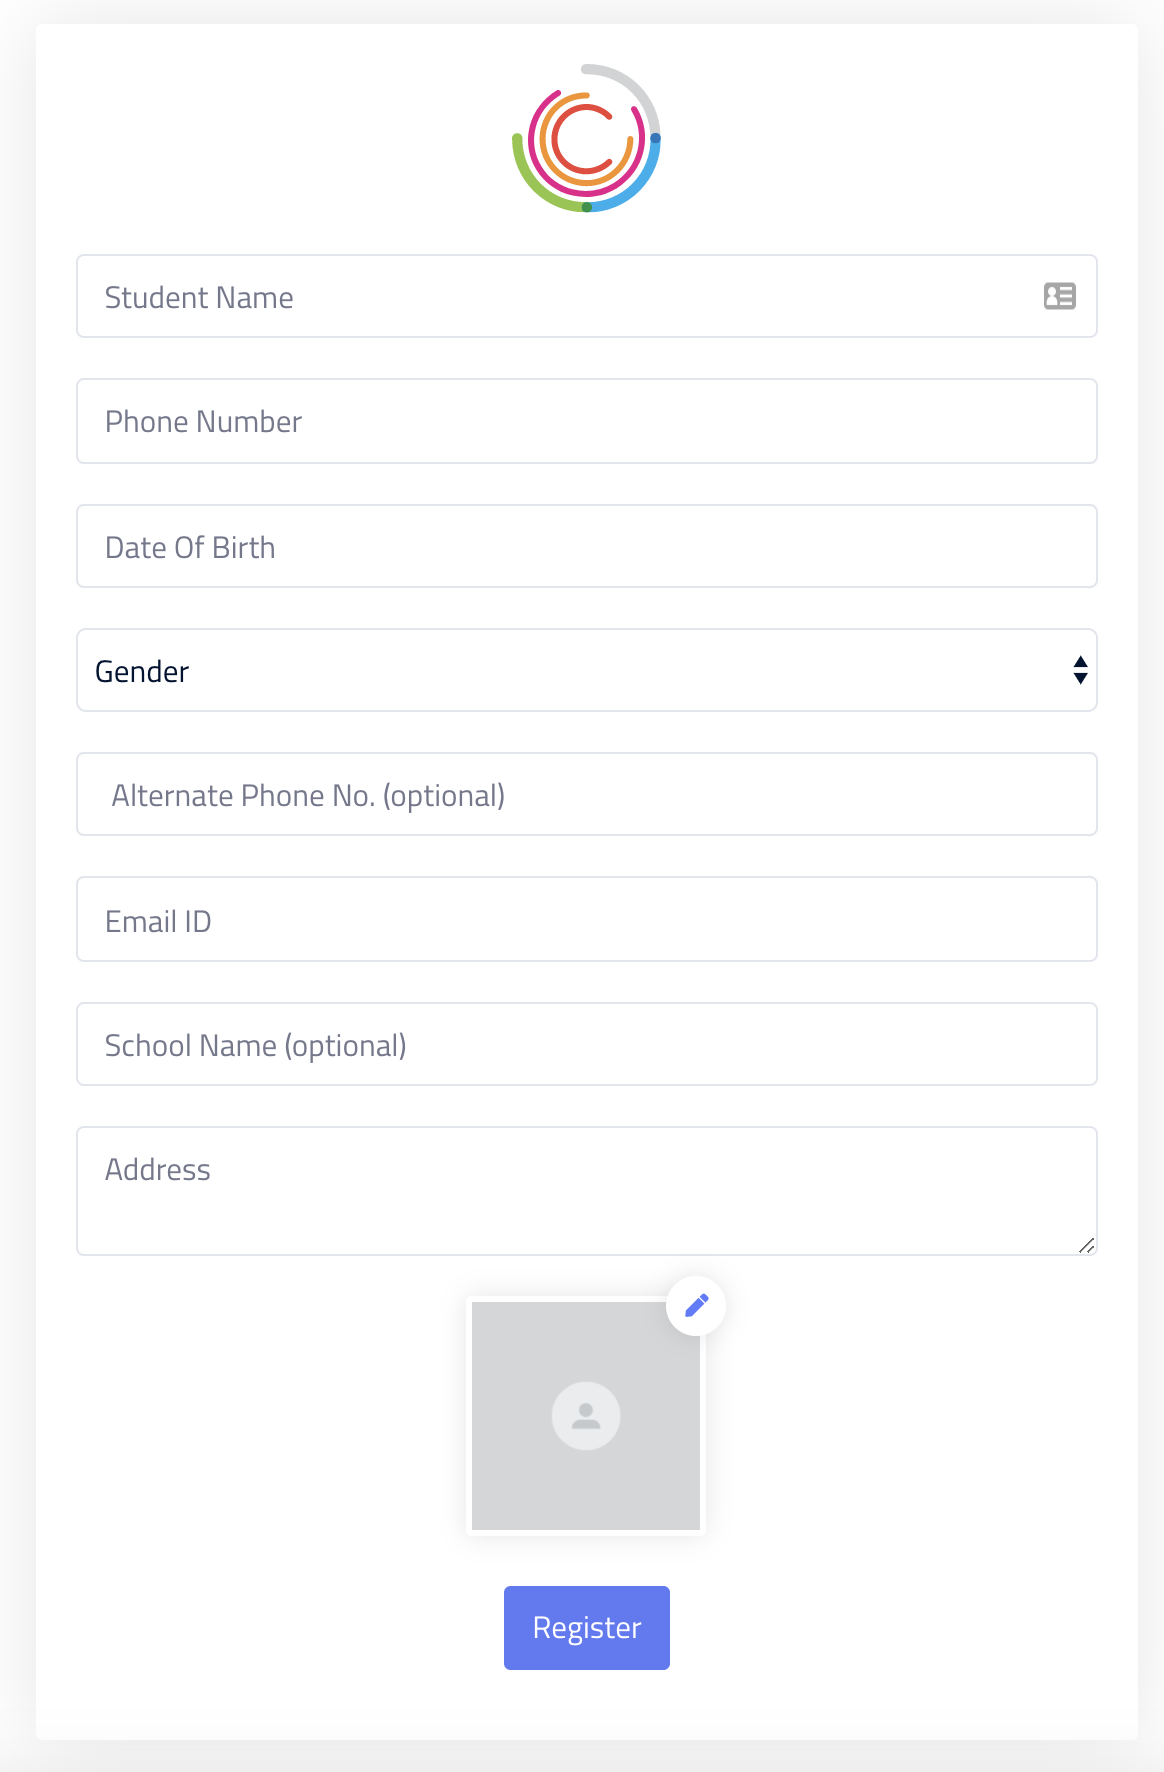 Student Name
Phone Number
Date Of Birth
Gender
Alternate Phone No. (optional)
Email ID
School Name (optional)
Address
Register